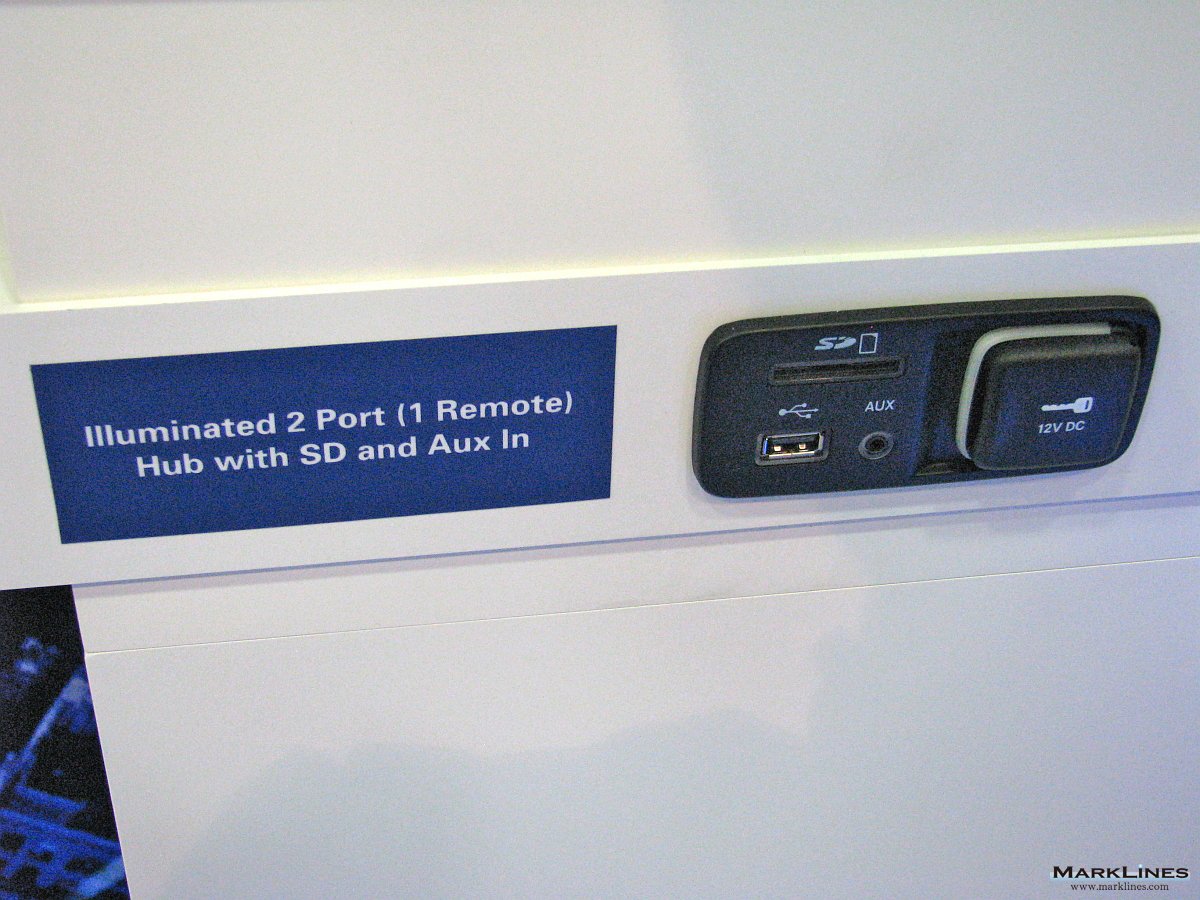 Illuminated 2 Port (1 Remote)
Hub with SD and Aux In
SD
AUX
12V DC
MARKLINES
www.marklines.com